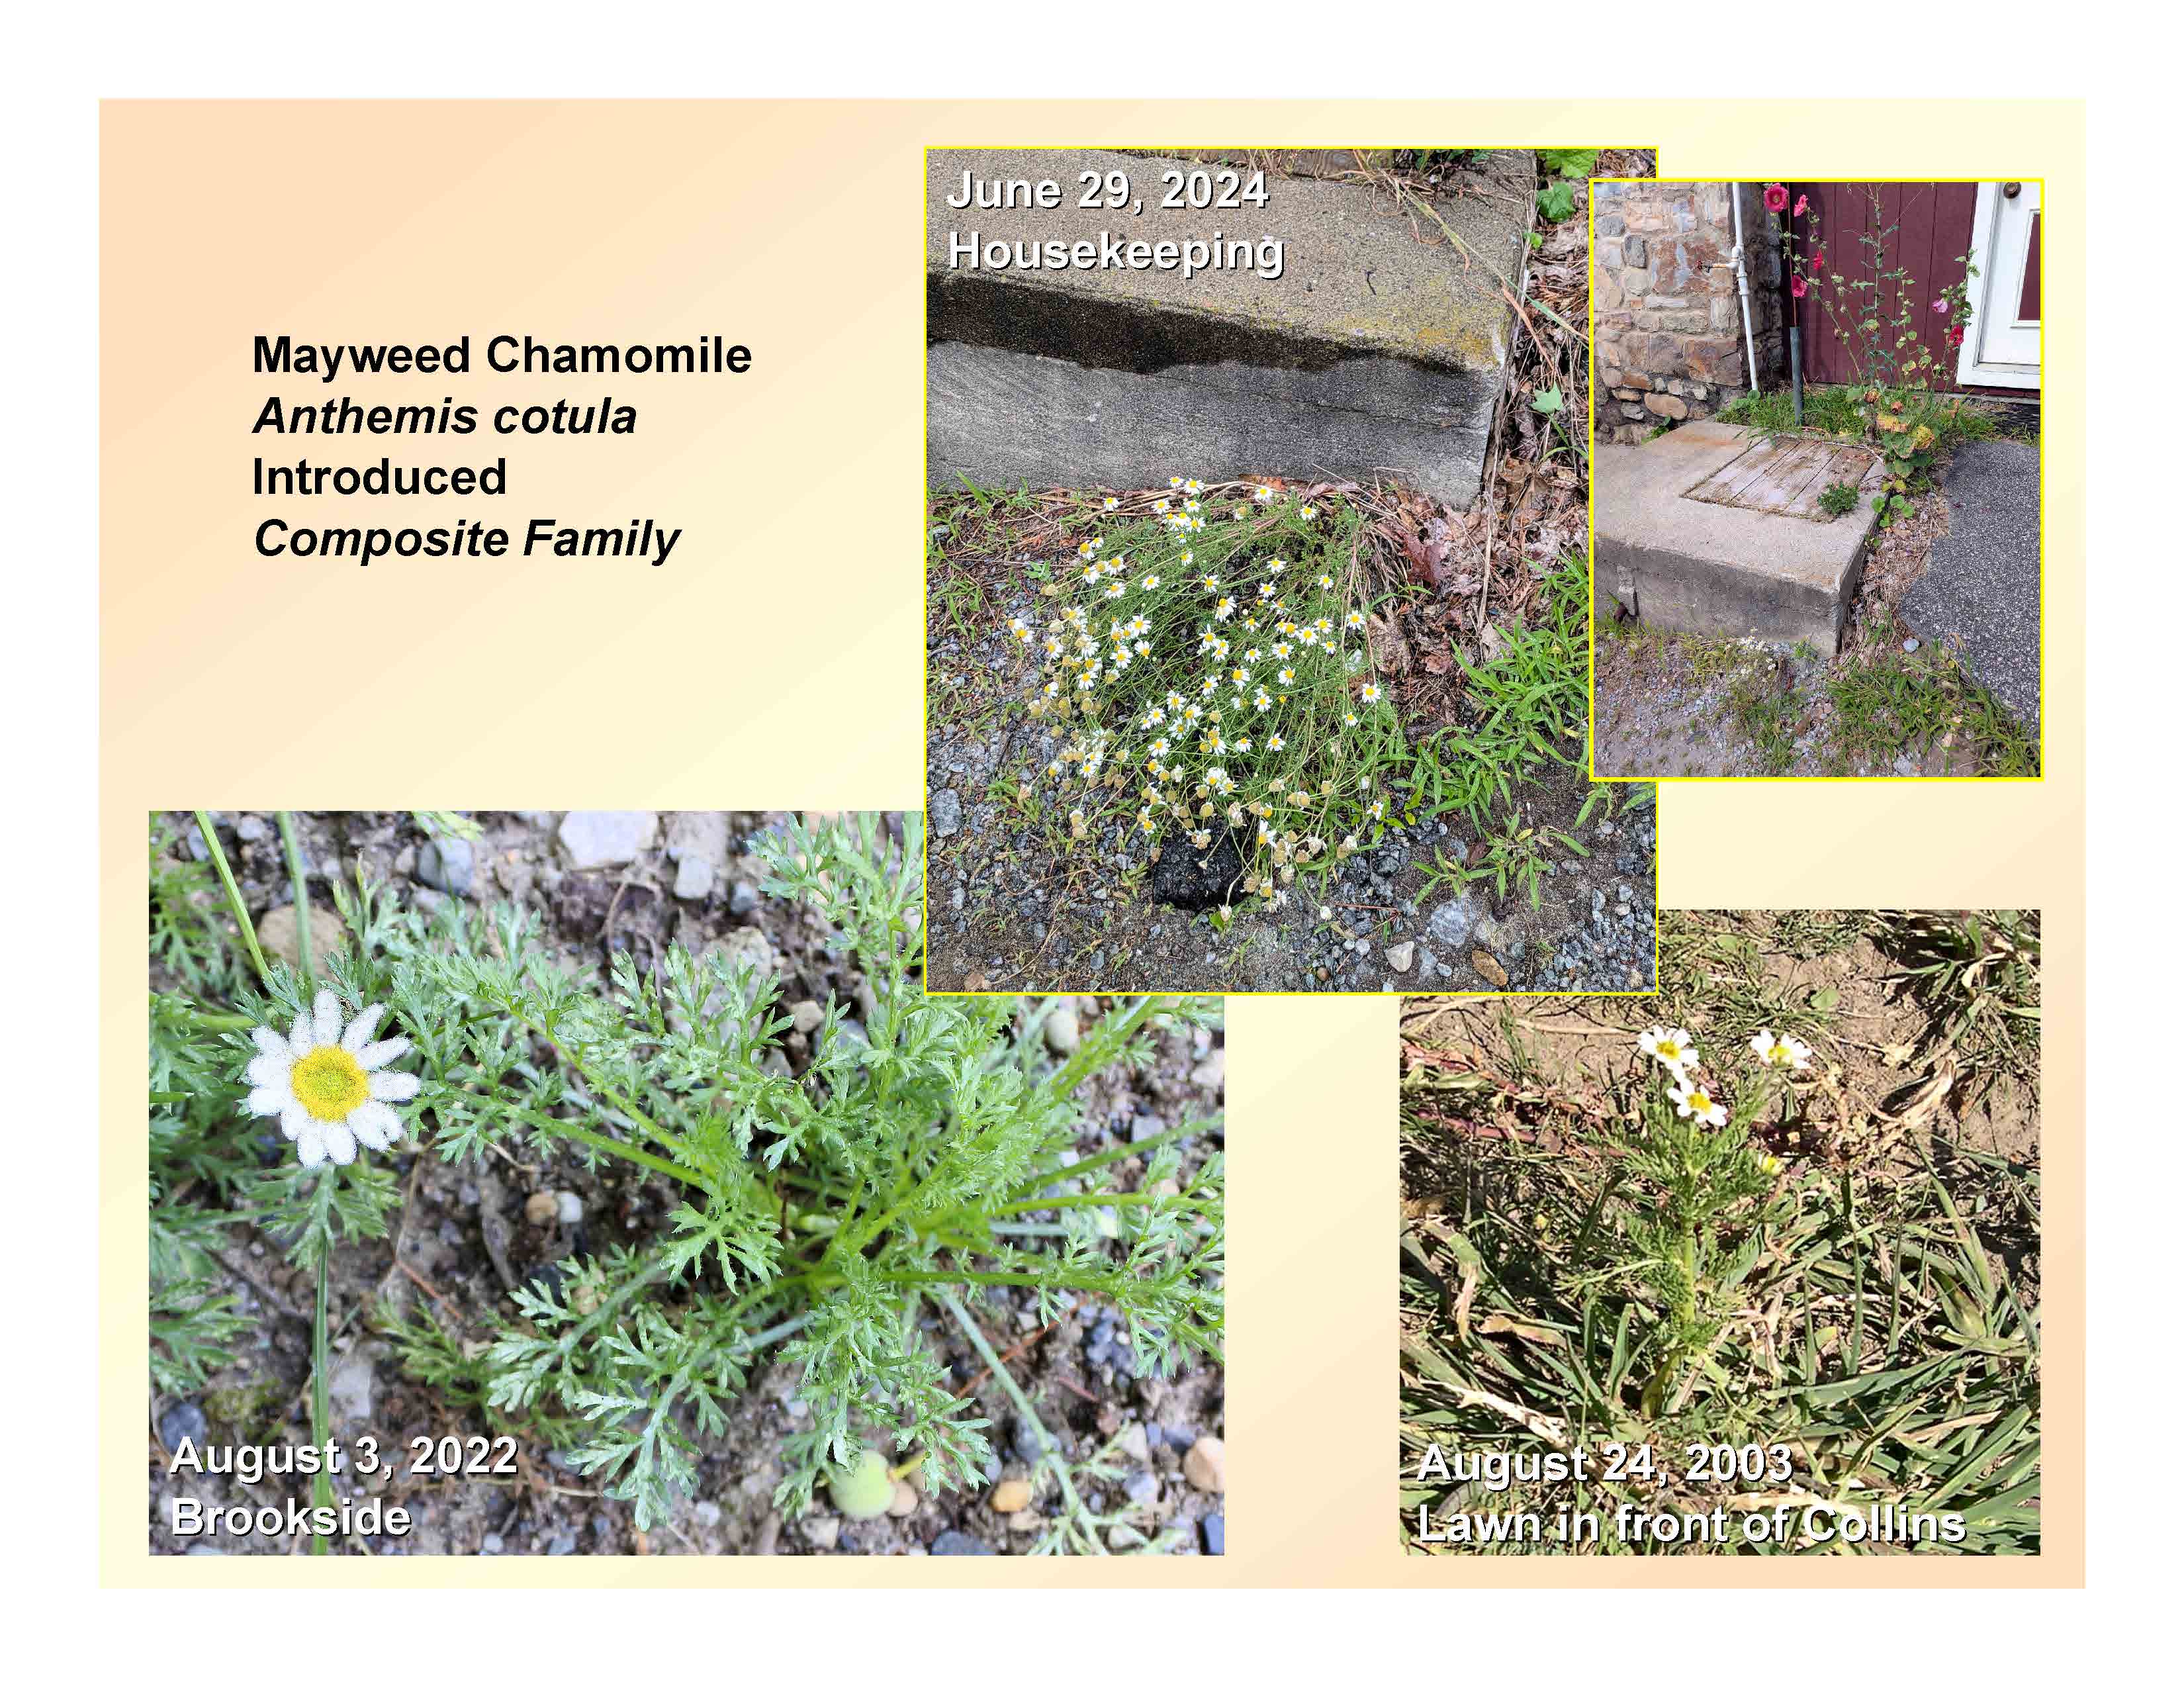 Mayweed Chamomile
Anthemis cotula
Introduced
Composite Family
June 29, 2024
Housekeeping
August 3, 2022
Brookside
August 24, 2003
Lawn in front of Collins